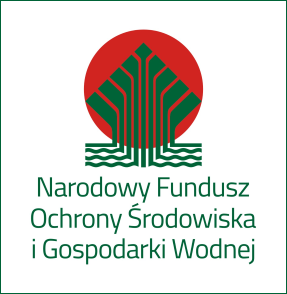 Narodowy Fundusz
Ochrony Środowiska
i Gospodarki Wodnej